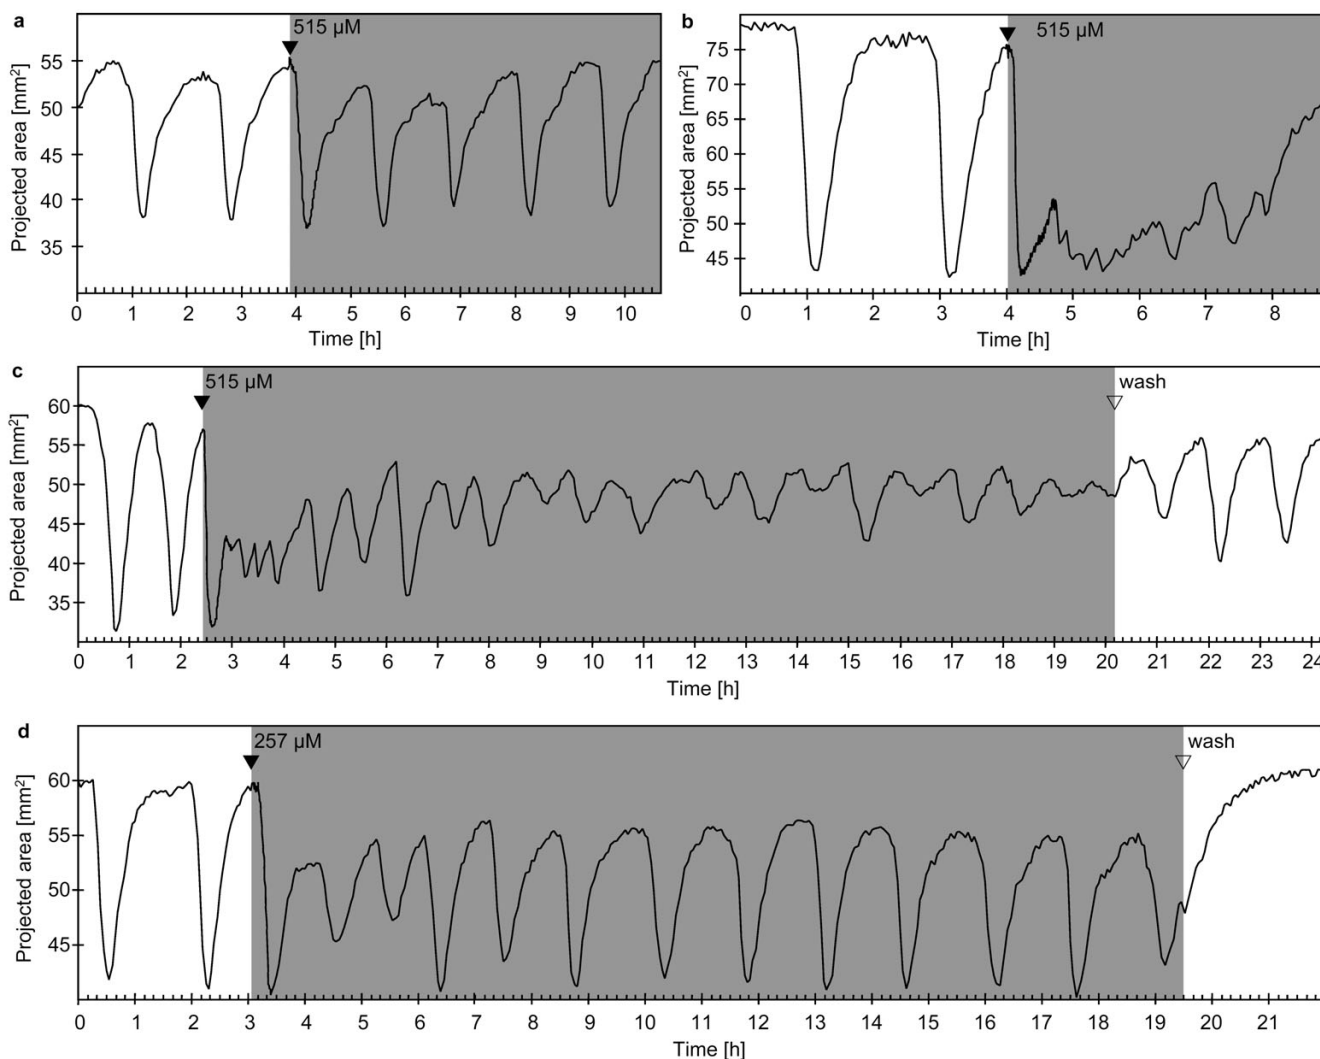 a
515 µM
Projected area [mm²]
55
50
45
40
35
0 1 2 3 4 5 6 7 8 9 10
Time [h]
b
515 µM
Projected area [mm²]
75
70
65
60
55
50
45
0 1 2 3 4 5 6 7 8
Time [h]
c
515 µM
wash
Projected area [mm²]
60
55
50
45
40
35
0 1 2 3 4 5 6 7 8 9 10 11 12 13 14 15 16 17 18 19 20 21 22 23 24
Time [h]
d
257 µM
wash
Projected area [mm²]
60
55
50
45
0 1 2 3 4 5 6 7 8 9 10 11 12 13 14 15 16 17 18 19 20 21
Time [h]